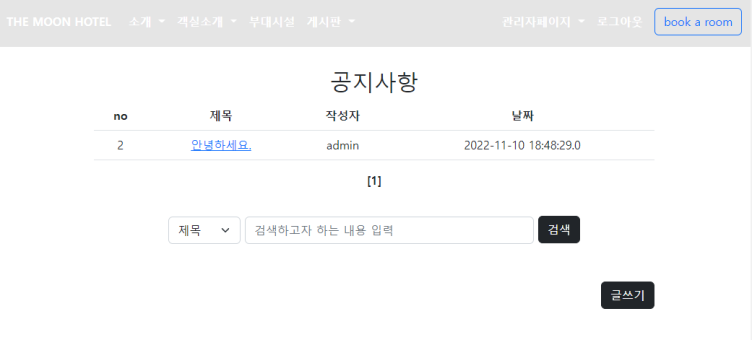 THE MOON HOTEL 소개 객실소개 부대시설 게시판 관리자페이지 로그아웃 book a room
공지사항
no 제목 작성자 날짜
2 안녕하세요. admin 2022-11-10 18:48:29.0
[1]
제목 검색하고자 하는 내용 입력 검색
글쓰기